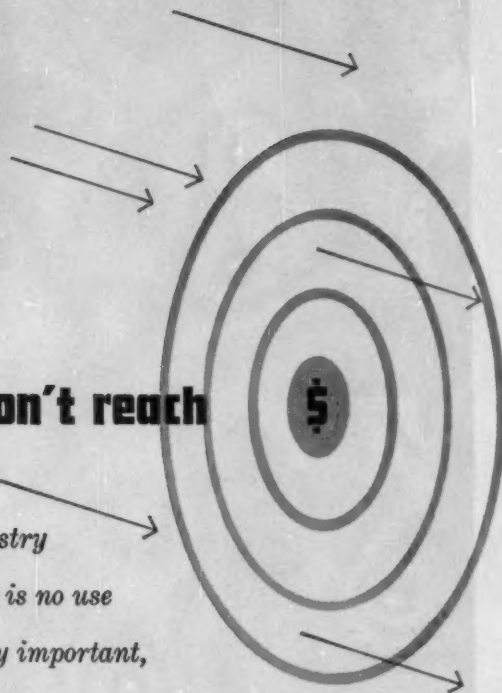 on't reach
$
stry
is no use
y important,